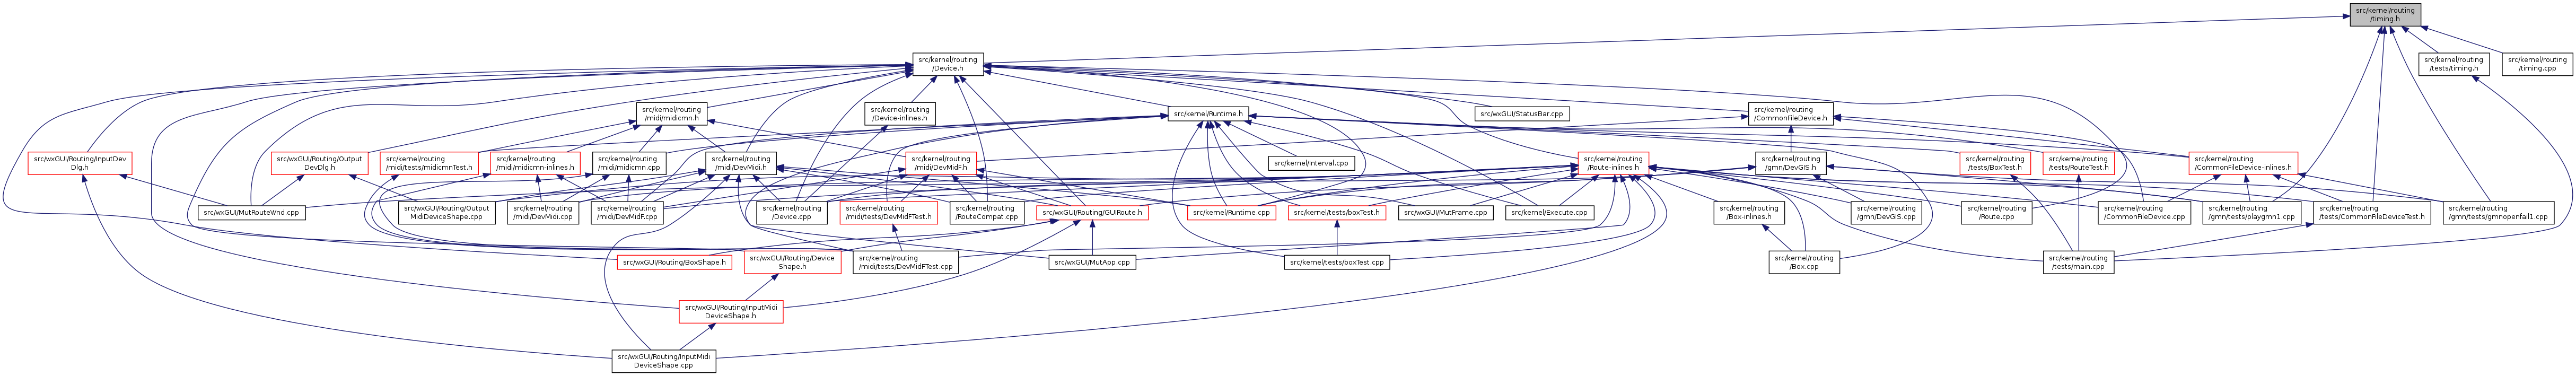 src/kernel/routing
/timing.h
src/kernel/routing
/Device.h
src/kernel/routing
/tests/timing.h
src/kernel/routing
/timing.cpp
src/kernel/routing
/midi/midicmn.h
src/kernel/routing
/Device-inlines.h
src/kernel/Runtime.h
src/wxGUI/StatusBar.cpp
src/kernel/routing
/CommonFileDevice.h
src/wxGUI/Routing/InputDev
Dlg.h
src/wxGUI/Routing/Output
DevDlg.h
src/kernel/routing
/midi/tests/midicmnTest.h
src/kernel/routing
/midi/midicmn-inlines.h
src/kernel/routing
/midi/midicmn.cpp
src/kernel/routing
/midi/DevMidi.h
src/kernel/routing
/midi/DevMidF.h
src/kernel/Interval.cpp
src/kernel/routing
/Route-inlines.h
src/kernel/routing
/gmn/DevGIS.h
src/kernel/routing
/tests/BoxTest.h
src/kernel/routing
/tests/RouteTest.h
src/kernel/routing
/CommonFileDevice-inlines.h
src/wxGUI/MutRouteWnd.cpp
src/wxGUI/Routing/Output
MidiDeviceShape.cpp
src/kernel/routing
/midi/DevMidi.cpp
src/kernel/routing
/midi/DevMidF.cpp
src/kernel/routing
/Device.cpp
src/kernel/routing
/midi/tests/DevMidFTest.h
src/kernel/routing
/RouteCompat.cpp
src/wxGUI/Routing/GUIRoute.h
src/kernel/Runtime.cpp
src/kernel/tests/boxTest.h
src/wxGUI/MutFrame.cpp
src/kernel/Execute.cpp
src/kernel/routing
/Box-inlines.h
src/kernel/routing
/gmn/DevGIS.cpp
src/kernel/routing
/Route.cpp
src/kernel/routing
/CommonFileDevice.cpp
src/kernel/routing
/gmn/tests/playgmn1.cpp
src/kernel/routing
/tests/CommonFileDeviceTest.h
src/kernel/routing
/gmn/tests/gmnopenfail1.cpp
src/wxGUI/Routing/BoxShape.h
src/wxGUI/Routing/Device
Shape.h
src/kernel/routing
/midi/tests/DevMidFTest.cpp
src/wxGUI/MutApp.cpp
src/kernel/tests/boxTest.cpp
src/kernel/routing
/Box.cpp
src/kernel/routing
/tests/main.cpp
src/wxGUI/Routing/InputMidi
DeviceShape.h
src/wxGUI/Routing/InputMidi
DeviceShape.cpp